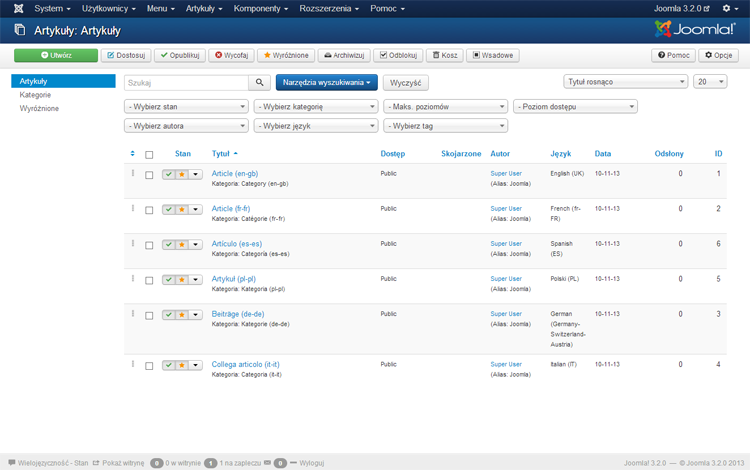 System Użytkownicy Menu Artykuły Komponenty Rozszerzenia Pomoc Joomla 3.2.0
Artykuły: Artykuły Joomla!®
Utwórz Dostosuj Opublikuj Wycofaj Wyróżnione Archiwizuj Odblokuj Kosz Wsadowe Pomoc Opcje
Artykuły
Kategorie
Wyróżnione
Szukaj Narzędzia wyszukiwania Wyczyść Tytuł rosnąco 20
- Wybierz stan - Wybierz kategorię - Maks. poziomów - Poziom dostępu
- Wybierz autora - Wybierz język - Wybierz tag
Stan Tytuł Dostęp Skojarzone Autor Język Data Odsłony ID
Article (en-gb) Public Super User English (UK) 10-11-13 0 1
Kategoria: Category (en-gb) (Alias: Joomla)
Article (fr-fr) Public Super User French (fr- 10-11-13 0 2
Kategoria: Catégorie (fr-fr) (Alias: Joomla) FR)
Artículo (es-es) Public Super User Spanish 10-11-13 0 6
Kategoria: Categoría (es-es) (Alias: Joomla) (ES)
Artykuł (pl-pl) Public Super User Polski (PL) 10-11-13 0 5
Kategoria: Kategoria (pl-pl) (Alias: Joomla)
Beiträge (de-de) Public Super User German 10-11-13 0 3
Kategoria: Kategorie (de-de) (Alias: Joomla) (Germany-
Switzerland-
Austria)
Collega articolo (it-it) Public Super User Italian (IT) 10-11-13 0 4
Kategoria: Categoria (it-it) (Alias: Joomla)
Wielojęzyczność - Stan Pokaż witrynę 0 0 w witrynie 1 1 na zapleczu 0 Wyloguj Joomla! 3.2.0 — © Joomla 3.2.0 2013